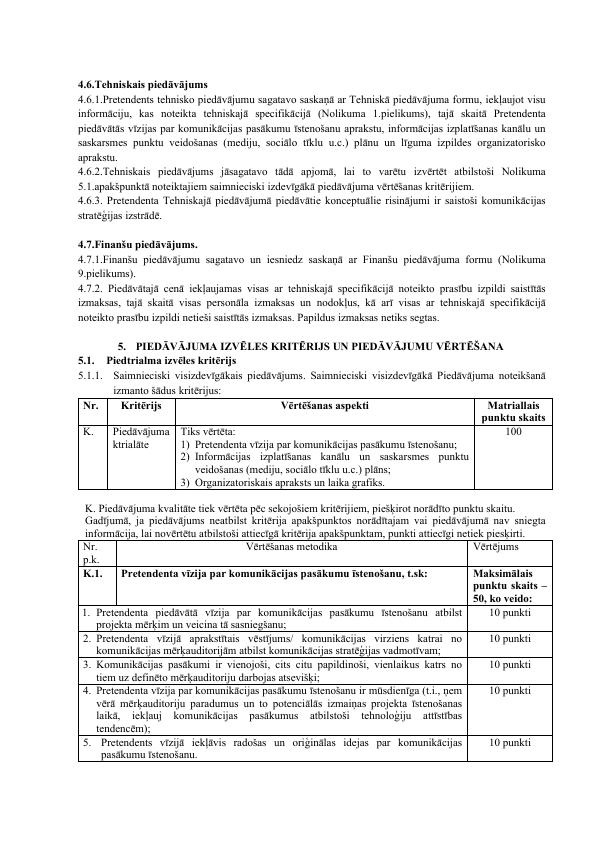 4.6.Tehniskais piedāvājums
4.6.1.Pretendents tehnisko piedāvājumu sagatavo saskaņā ar Tehniskā piedāvājuma formu, iekļaujot visu
informāciju, kas noteikta tehniskajā specifikācijā (Nolikuma 1.pielikums), tajā skaitā Pretendenta
piedāvātās vīzijas par komunikācijas pasākumu īstenošanu aprakstu, informācijas izplatīšanas kanālu un
saskarsmes punktu veidošanas (mediju, sociālo tīklu u.c.) plānu un līguma izpildes organizatorisko
aprakstu.
4.6.2.Tehniskais piedāvājums jāsagatavo tādā apjomā, lai to varētu izvērtēt atbilstoši Nolikuma
5.1.apakšpunktā noteiktajiem saimnieciski izdevīgākā piedāvājuma vērtēšanas kritērijiem.
4.6.3. Pretendenta Tehniskajā piedāvājumā piedāvātie konceptuālie risinājumi ir saistoši komunikācijas
stratēģijas izstrādē.
4.7.Finanšu piedāvājums.
4.7.1.Finanšu piedāvājumu sagatavo un iesniedz saskaņā ar Finanšu piedāvājuma formu (Nolikuma
9.pielikums).
4.7.2. Piedāvātajā cenā iekļaujamas visas ar tehniskajā specifikācijā noteikto prasību izpildi saistītās
izmaksas, tajā skaitā visas personāla izmaksas un nodokļus, kā arī visas ar tehniskajā specifikācijā
noteikto prasību izpildi netieši saistītās izmaksas. Papildus izmaksas netiks segtas.
5. PIEDĀVĀJUMA IZVĒLES KRITĒRIJS UN PIEDĀVĀJUMU VĒRTĒŠANA
5.1. Piedtrialma izvēles kritērijs
5.1.1. Saimnieciski visizdevīgākais piedāvājums. Saimnieciski visizdevīgākā Piedāvājuma noteikšanā
izmanto šādus kritērijus:
Nr. Kritērijs Vērtēšanas aspekti Matriallais
punktu skaits
K. Piedāvājuma Tiks vērtēta: 100
ktrialāte 1) Pretendenta vīzija par komunikācijas pasākumu īstenošanu;
2) Informācijas izplatīšanas kanālu un saskarsmes punktu
veidošanas (mediju, sociālo tīklu u.c.) plāns;
3) Organizatoriskais apraksts un laika grafiks.
K. Piedāvājuma kvalitāte tiek vērtēta pēc sekojošiem kritērijiem, piešķirot norādīto punktu skaitu.
Gadījumā, ja piedāvājums neatbilst kritērija apakšpunktos norādītajam vai piedāvājumā nav sniegta
informācija, lai novērtētu atbilstoši attiecīgā kritērija apakšpunktam, punkti attiecīgi netiek piešķirti.
Nr. Vērtēšanas metodika Vērtējums
p.k.
K.1. Pretendenta vīzija par komunikācijas pasākumu īstenošanu, t.sk: Maksimālais
punktu skaits –
50, ko veido:
1. Pretendenta piedāvātā vīzija par komunikācijas pasākumu īstenošanu atbilst 10 punkti
projekta mērķim un veicina tā sasniegšanu;
2. Pretendenta vīzijā aprakstītais vēstījums/ komunikācijas virziens katrai no 10 punkti
komunikācijas mērķauditorijām atbilst komunikācijas stratēģijas vadmotīvam;
3. Komunikācijas pasākumi ir vienojoši, cits citu papildinoši, vienlaikus katrs no 10 punkti
tiem uz definēto mērķauditoriju darbojas atsevišķi;
4. Pretendenta vīzija par komunikācijas pasākumu īstenošanu ir mūsdienīga (t.i., ņem 10 punkti
vērā mērķauditoriju paradumus un to potenciālās izmaiņas projekta īstenošanas
laikā, iekļauj komunikācijas pasākumus atbilstoši tehnoloģiju attīstības
tendencēm);
5. Pretendents vīzijā iekļāvis radošas un oriģinālas idejas par komunikācijas 10 punkti
pasākumu īstenošanu.